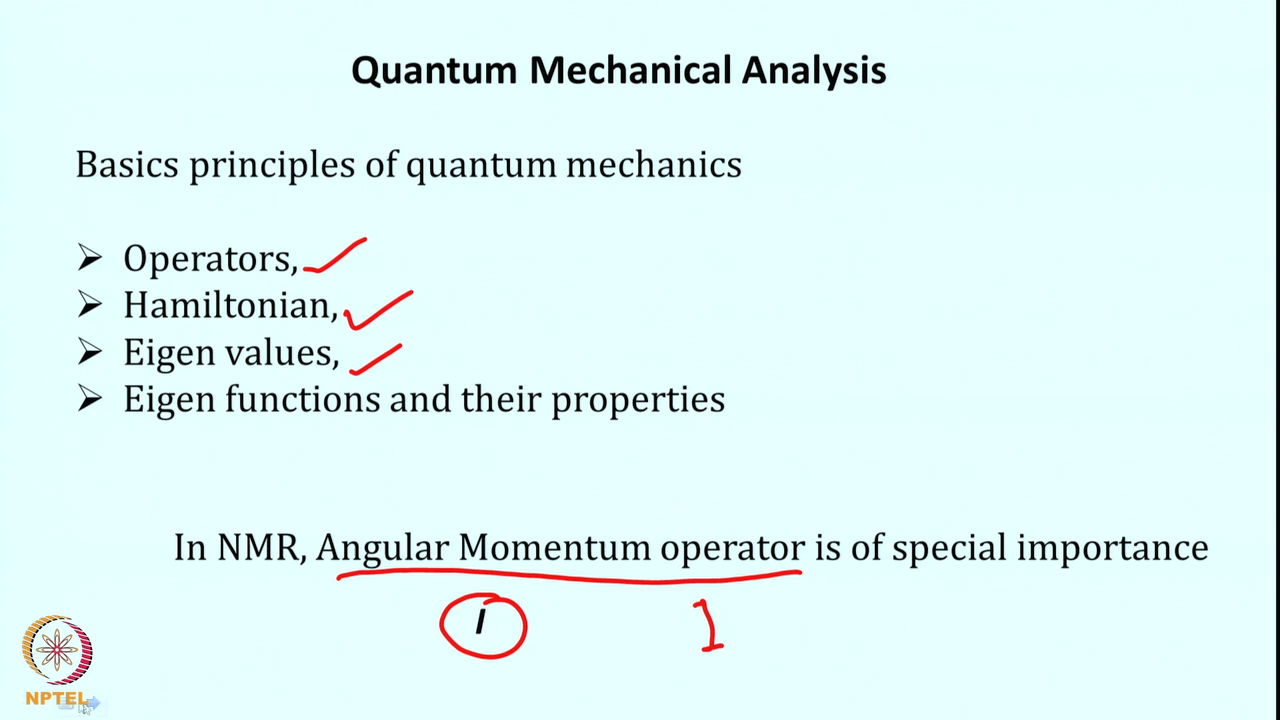 Quantum Mechanical Analysis
Basics principles of quantum mechanics
➢ Operators,
➢ Hamiltonian,
➢ Eigen values,
➢ Eigen functions and their properties
In NMR, Angular Momentum operator is of special importance
I I
NPTEL